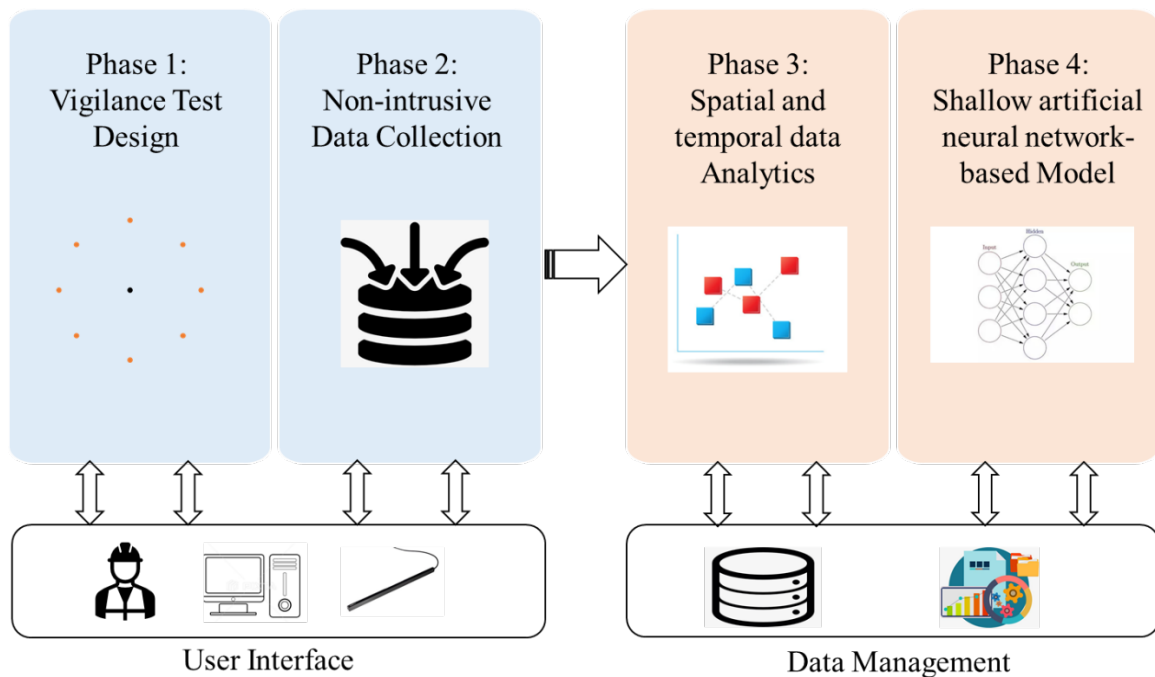 Phase 1:
Vigilance Test
Design
Phase 2:
Non-intrusive
Data Collection
Phase 3:
Spatial and
temporal data
Analytics
Phase 4:
Shallow artificial
neural network-
based Model
Input
Hidden
Output
User Interface
Data Management